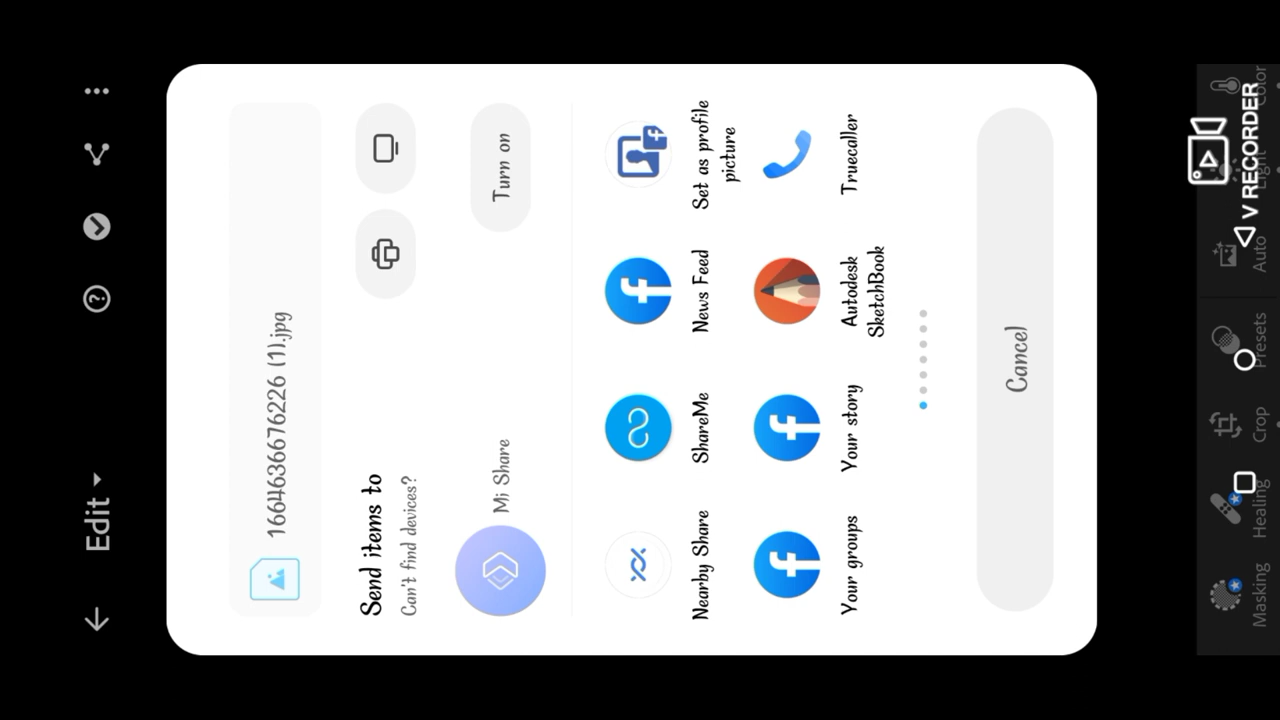 Edit
1664636676226 (1).jpg
Send items to
Can't find devices?
Mi Share
Turn on
Nearby Share
ShareMe
News Feed
Set as profile
picture
Your groups
Your story
Autodesk
SketchBook
Truecaller
Cancel
Masking
Healing
Crop
Presets
Auto
Light
Color
V RECORDER